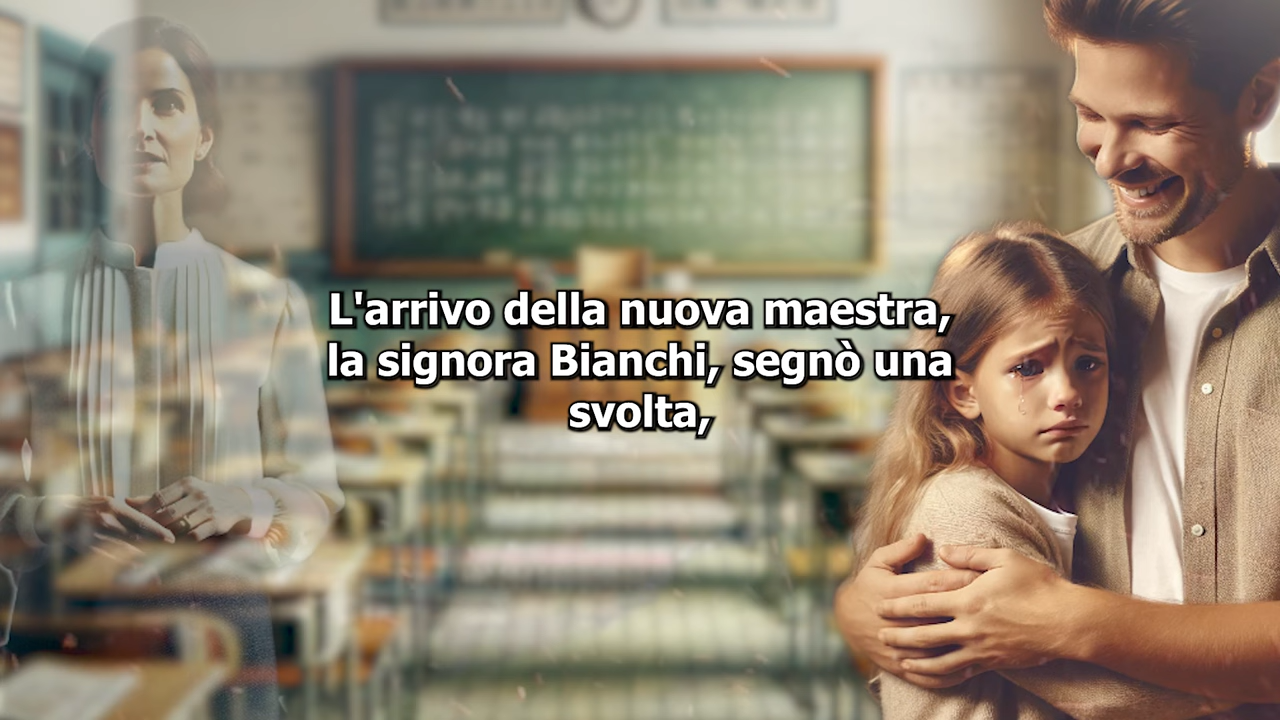 L'arrivo della nuova maestra,
la signora Bianchi, segnò una
svolta,